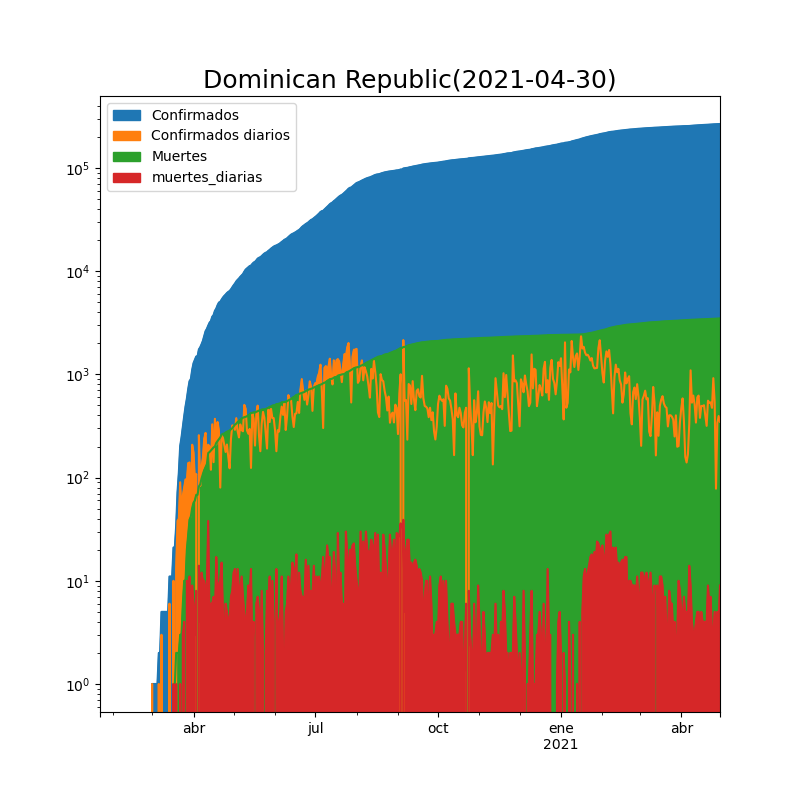 Dominican Republic(2021-04-30)
Confirmados
Confirmados diarios
Muertes
muertes_diarias
10^5
10^4
10^3
10^2
10^1
10^0
abr jul oct ene abr
2021